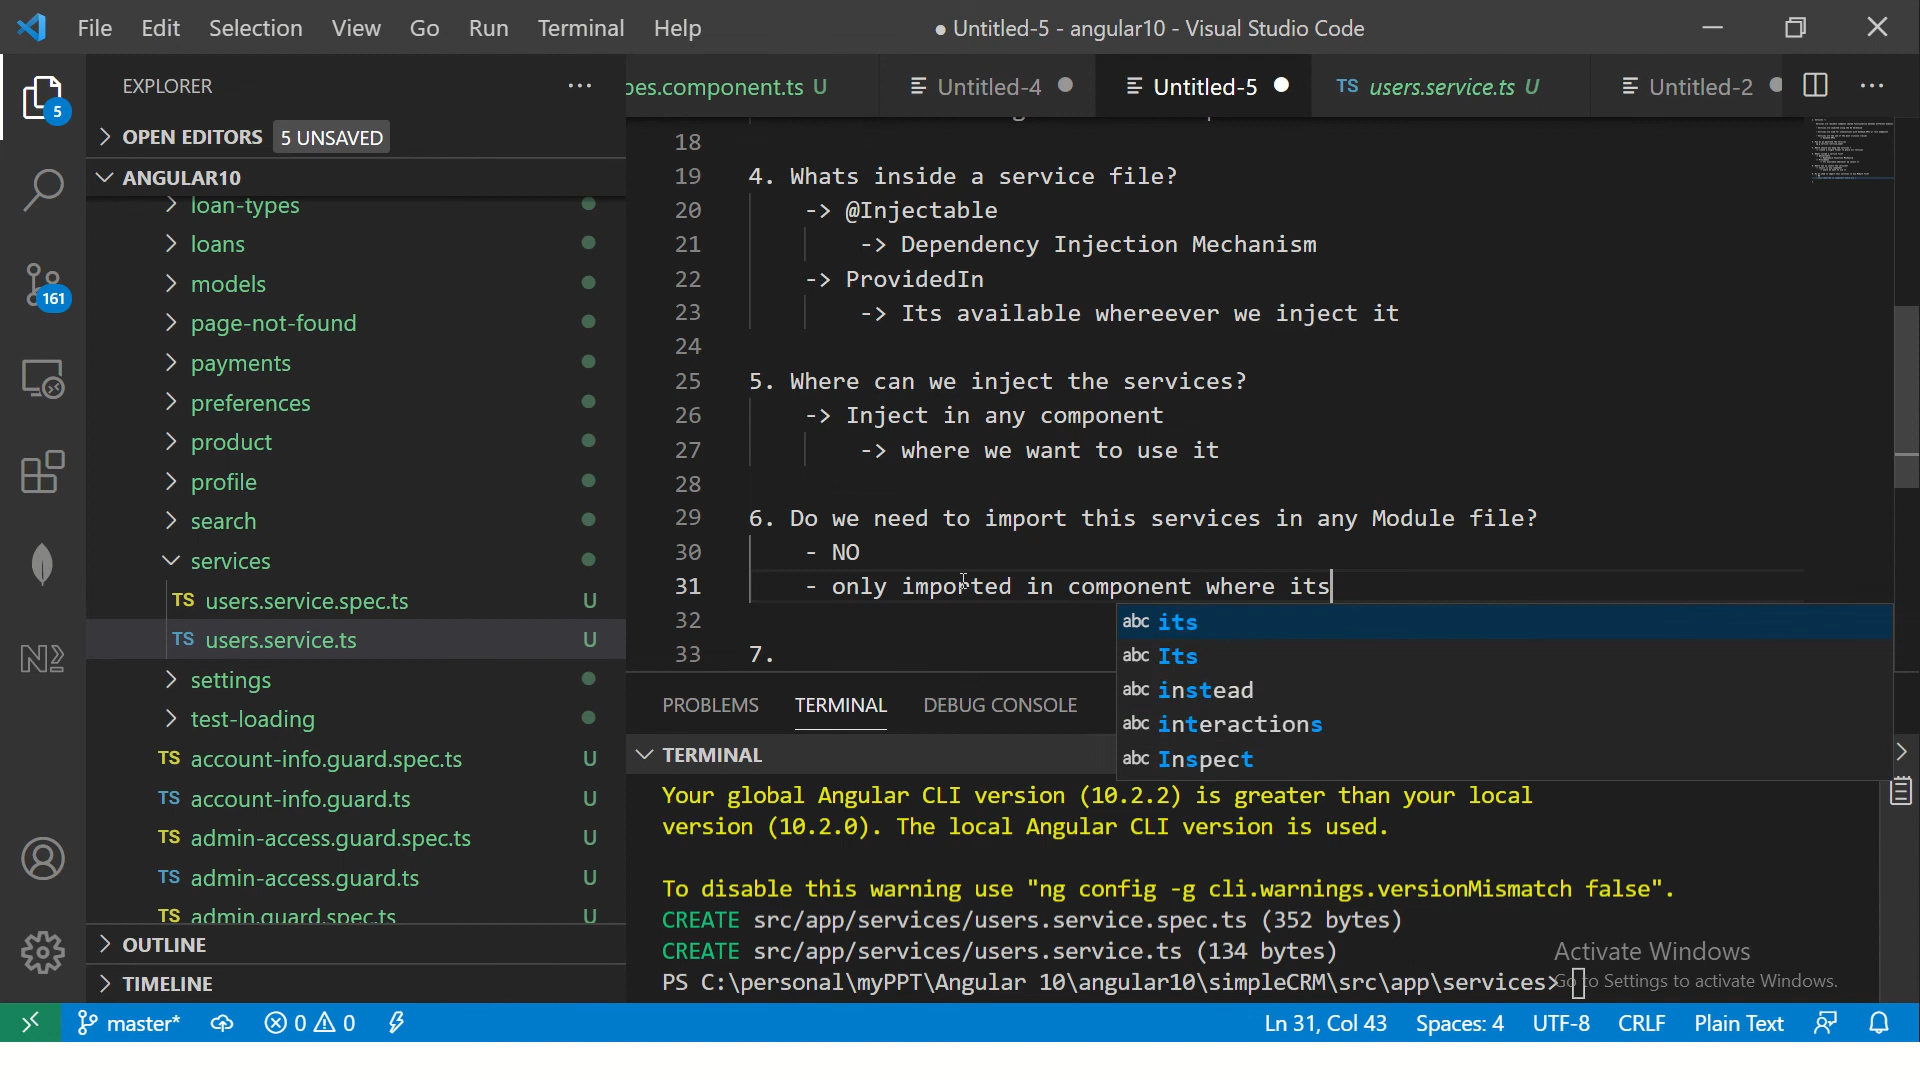 File Edit Selection View Go Run Terminal Help
● Untitled-5 - angular10 - Visual Studio Code
EXPLORER
OPEN EDITORS 5 UNSAVED
ANGULAR10
loan-types
loans
models
page-not-found
payments
preferences
product
profile
search
services
TS users.service.spec.ts U
TS users.service.ts U
settings
test-loading
TS account-info.guard.spec.ts U
TS account-info.guard.ts U
TS admin-access.guard.spec.ts U
TS admin-access.guard.ts U
TS admin.guard.spec.ts U
OUTLINE
TIMELINE
5
161
pes.component.ts U
Untitled-4
Untitled-5
TS users.service.ts U
Untitled-2
18
19 4. Whats inside a service file?
20 -> @Injectable
21 -> Dependency Injection Mechanism
22 -> ProvidedIn
23 -> Its available whereever we inject it
24
25 5. Where can we inject the services?
26 -> Inject in any component
27 -> where we want to use it
28
29 6. Do we need to import this services in any Module file?
30 - NO
31 - only imported in component where its
32
33 7.
abc its
abc Its
abc instead
abc interactions
abc Inspect
PROBLEMS TERMINAL DEBUG CONSOLE
TERMINAL
Your global Angular CLI version (10.2.2) is greater than your local
version (10.2.0). The local Angular CLI version is used.
To disable this warning use "ng config -g cli.warnings.versionMismatch false".
CREATE src/app/services/users.service.spec.ts (352 bytes)
CREATE src/app/services/users.service.ts (134 bytes)
PS C:\personal\myPPT\Angular 10\angular10\simpleCRM\src\app\services>
Activate Windows
Go to Settings to activate Windows.
master* 0 0
Ln 31, Col 43 Spaces: 4 UTF-8 CRLF Plain Text